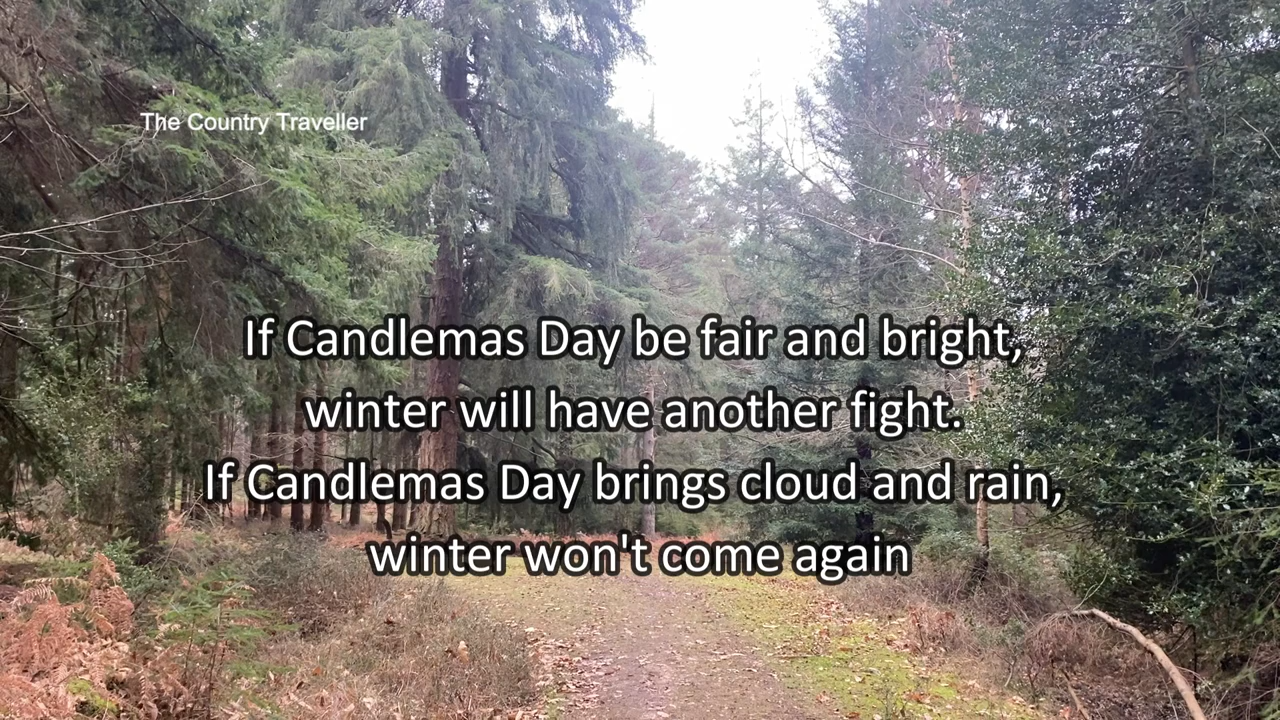 The Country Traveller
If Candlemas Day be fair and bright,
winter will have another fight.
If Candlemas Day brings cloud and rain,
winter won't come again